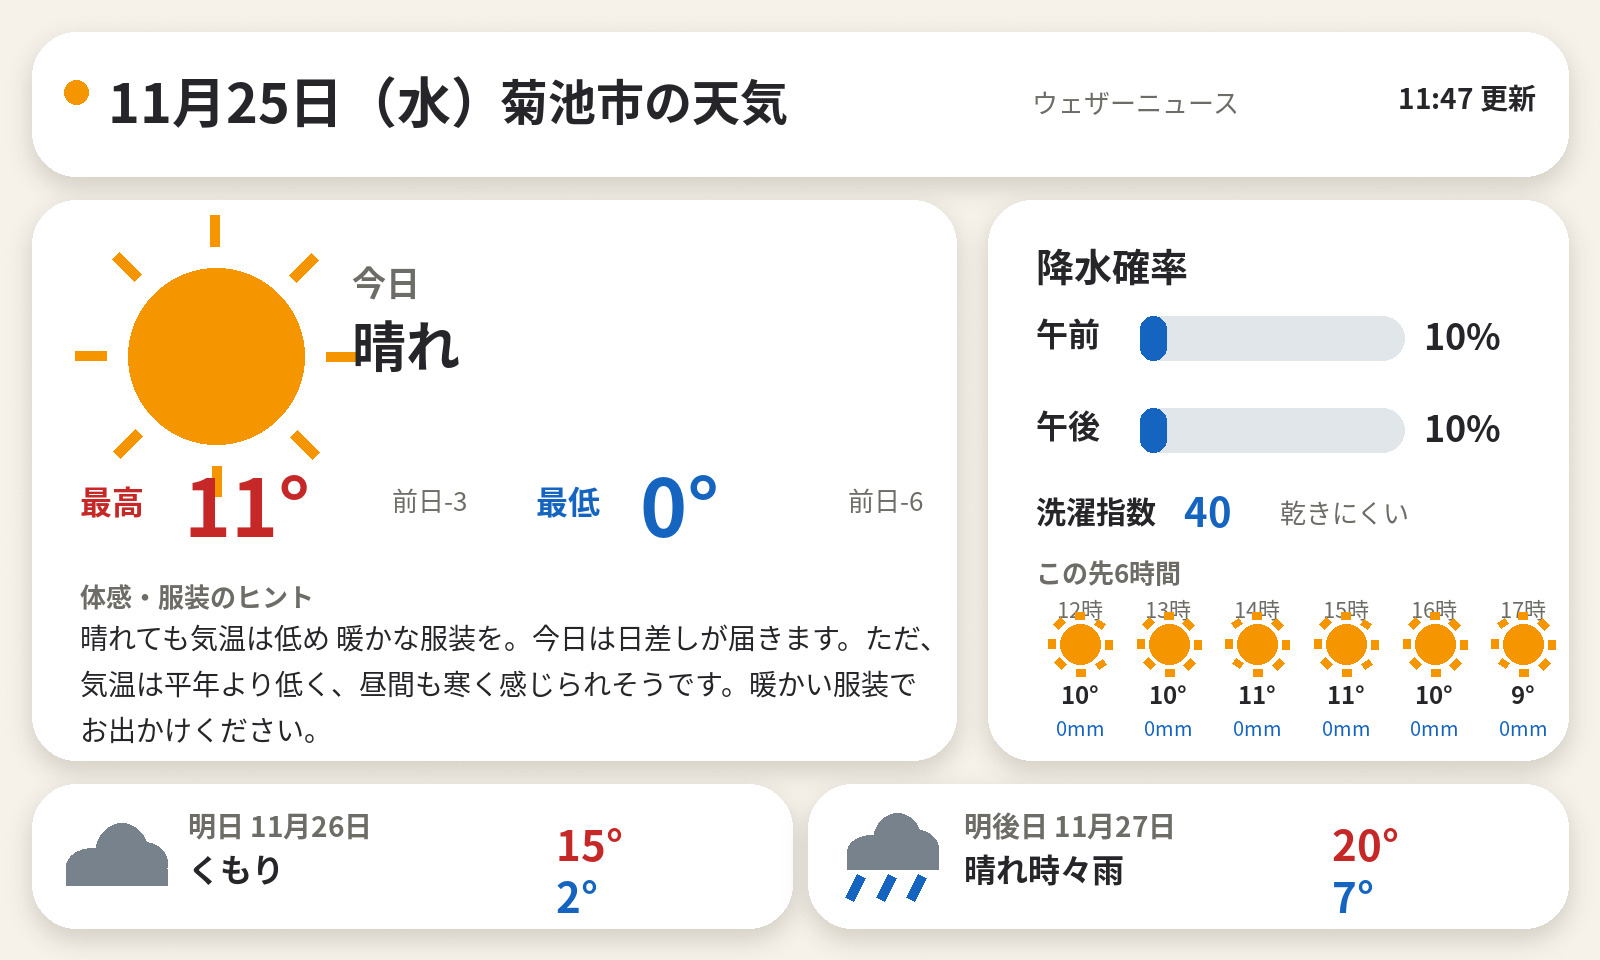 11月25日（水）菊池市の天気
ウェザーニュース
11:47 更新
今日
晴れ
最高 11° 前日-3 最低 0° 前日-6
体感・服装のヒント
晴れても気温は低め 暖かな服装を。今日は日差しが届きます。ただ、
気温は平年より低く、昼間も寒く感じられそうです。暖かい服装で
お出かけください。
降水確率
午前 10%
午後 10%
洗濯指数 40 乾きにくい
この先6時間
12時 13時 14時 15時 16時 17時
10° 10° 11° 11° 10° 9°
0mm 0mm 0mm 0mm 0mm 0mm
明日 11月26日
くもり
15°
2°
明後日 11月27日
晴れ時々雨
20°
7°